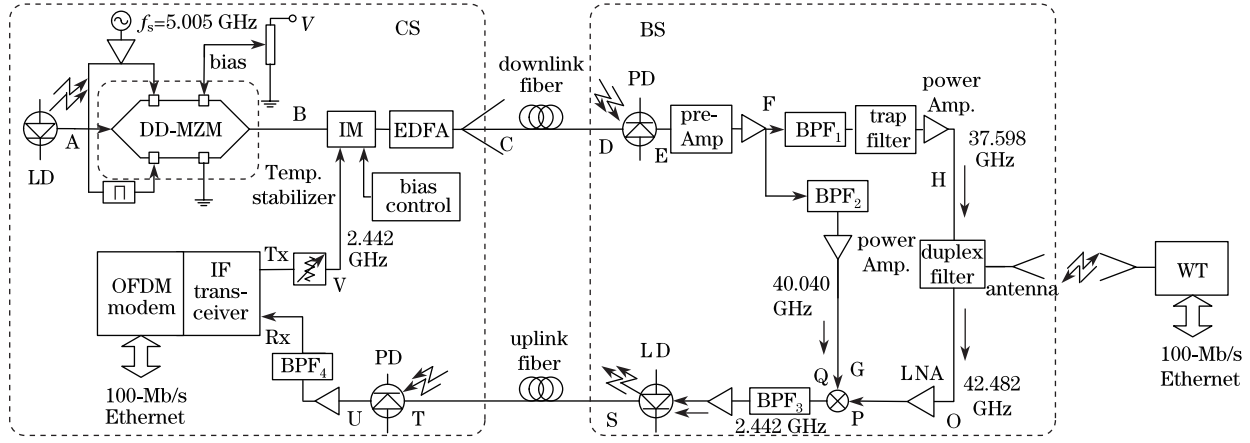 CS
BS
fs=5.005 GHz
V
bias
LD
A
DD-MZM
B
Π
Temp.
stabilizer
IM
EDFA
C
bias
control
2.442
GHz
downlink
fiber
D
PD
E
pre-
Amp
F
BPF1
trap
filter
power
Amp.
37.598
GHz
H
BPF2
power
Amp.
duplex
filter
antenna
WT
100-Mb/s
Ethernet
40.040
GHz
42.482
GHz
OFDM
modem
IF
trans-
ceiver
Tx
V
Rx
BPF4
100-Mb/s
Ethernet
PD
U
T
uplink
fiber
S
LD
BPF3
2.442 GHz
Q
G
P
LNA
O